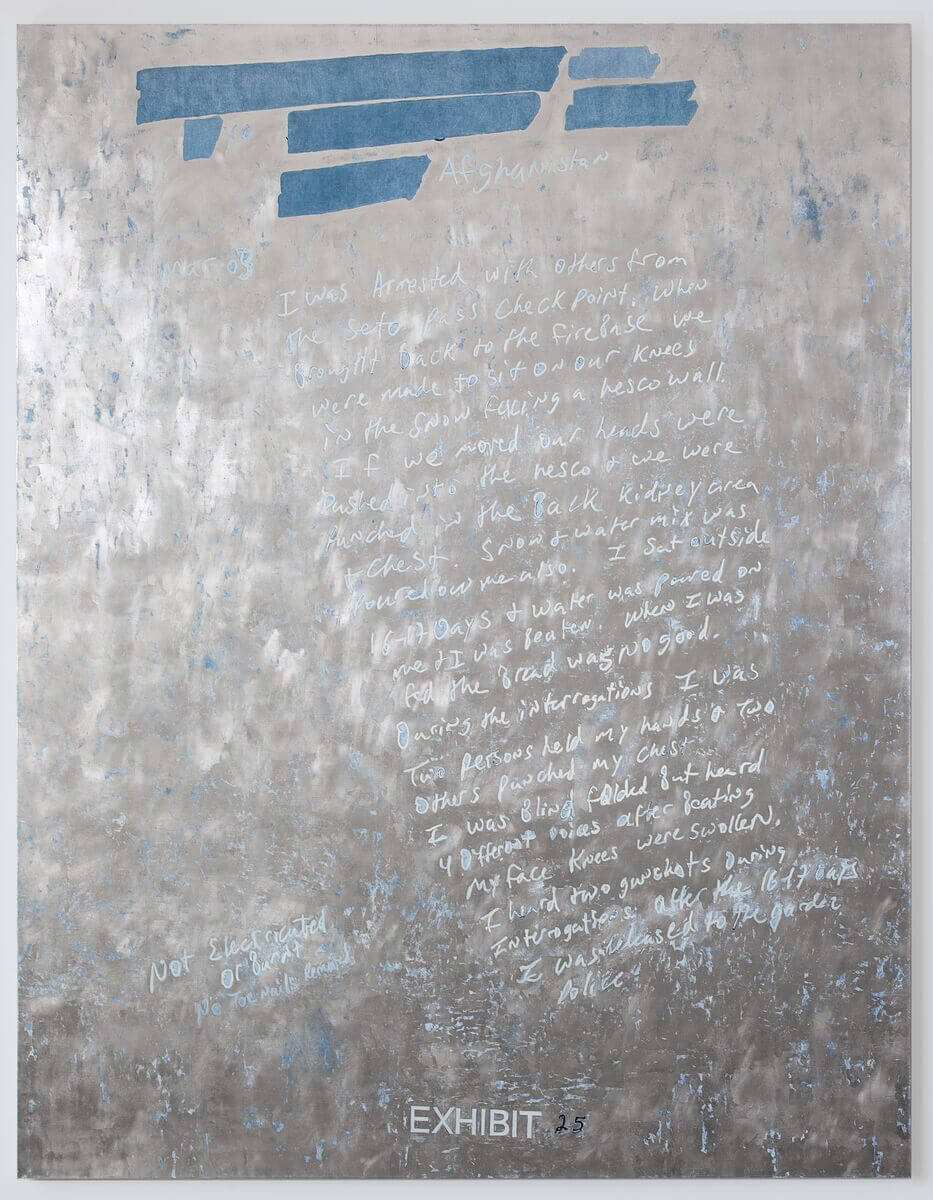 co
Afghanistan
Mar 03
I was Arrested with others from
the Seto Pass Checkpoint. When
Brought Back to the firebase we
were made to sit on our knees
in the snow facing a hesco wall.
If we moved our heads were
Pushed into the hesco & we were
Punched in the Back kidney area
& chest. Snow & water mix was
Poured on me also. I sat outside
16-17 Days & water was poured on
me & I was Beaten. When I was
fed the Bread was no good.
During the interrogations I was
Two Persons held my hands & Two
others punched my chest
I was Blind folded But heard
4 Different voices after Beating
My face Knees were swollen.
I heard two gunshots During
Interrogations. After the 16-17 Days
I was released to the Gardez
Police.
Not Electricuted
Or Burnt
No Toe nails Removed
EXHIBIT 25